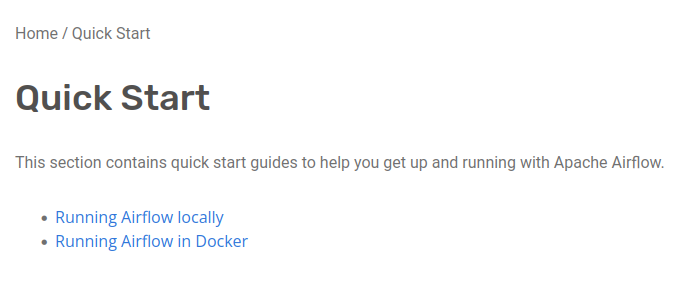 Home / Quick Start
Quick Start
This section contains quick start guides to help you get up and running with Apache Airflow.
• Running Airflow locally
• Running Airflow in Docker